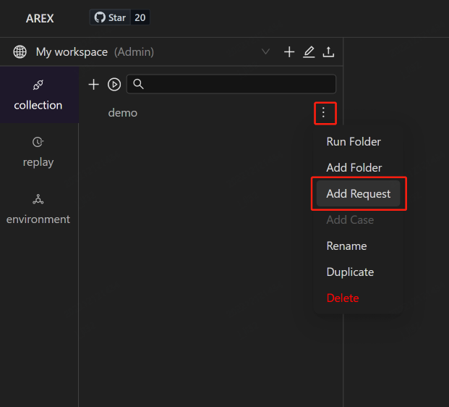 AREX Star 20
My workspace (Admin)
collection
demo
replay
environment
Run Folder
Add Folder
Add Request
Add Case
Rename
Duplicate
Delete